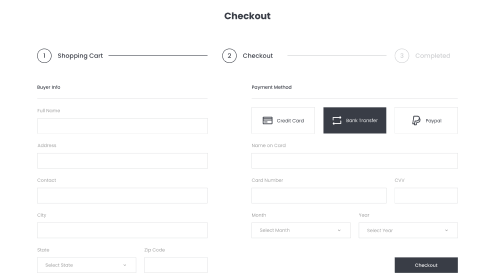 Checkout
1 Shopping Cart
2 Checkout
3 Completed
Buyer Info
Full Name
Address
Contact
City
State
Zip Code
Select State
Payment Method
Credit Card
Bank Transfer
Paypal
Name on Card
Card Number
CVV
Month
Year
Select Month
Select Year
Checkout